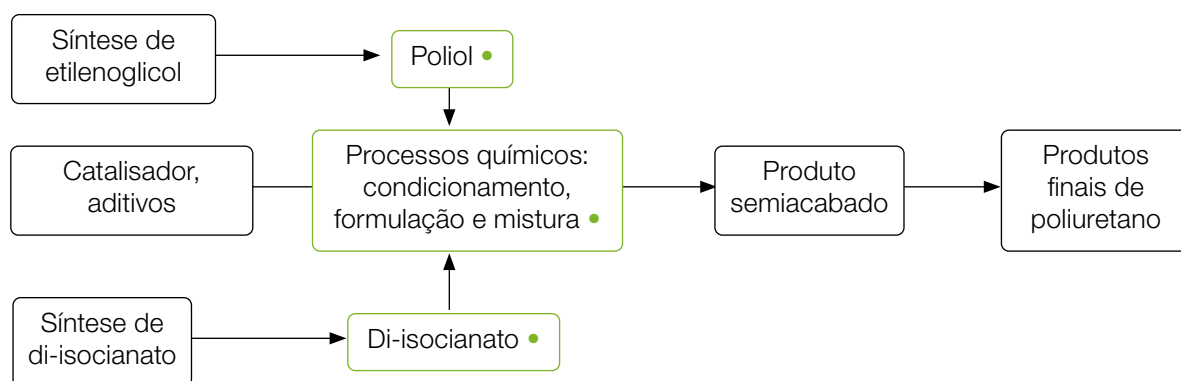 Síntese de
etilenoglicol
Poliol •
Catalisador,
aditivos
Processos químicos:
condicionamento,
formulação e mistura •
Produto
semiacabado
Produtos
finais de
poliuretano
Síntese de
di-isocianato
Di-isocianato •